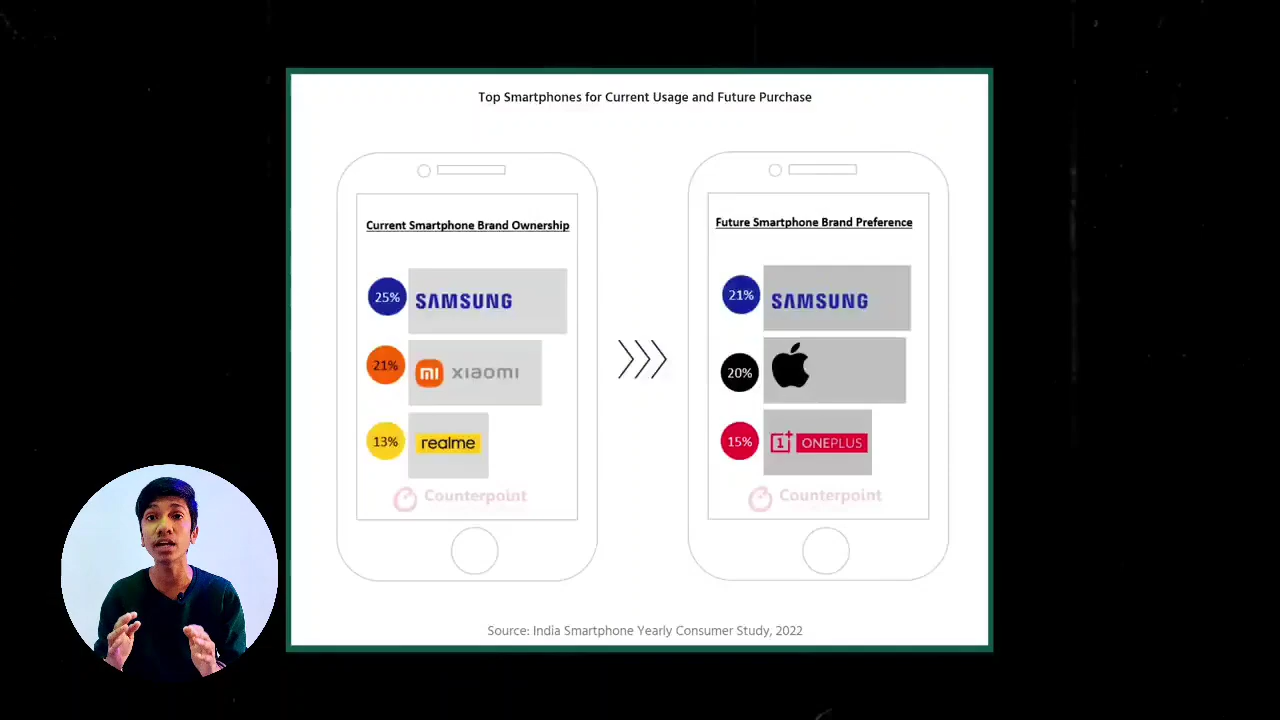 Top Smartphones for Current Usage and Future Purchase
Current Smartphone Brand Ownership
25% SAMSUNG
21% mi xiaomi
13% realme
Counterpoint
Future Smartphone Brand Preference
21% SAMSUNG
20%
15% 1+ ONEPLUS
Counterpoint
Source: India Smartphone Yearly Consumer Study, 2022